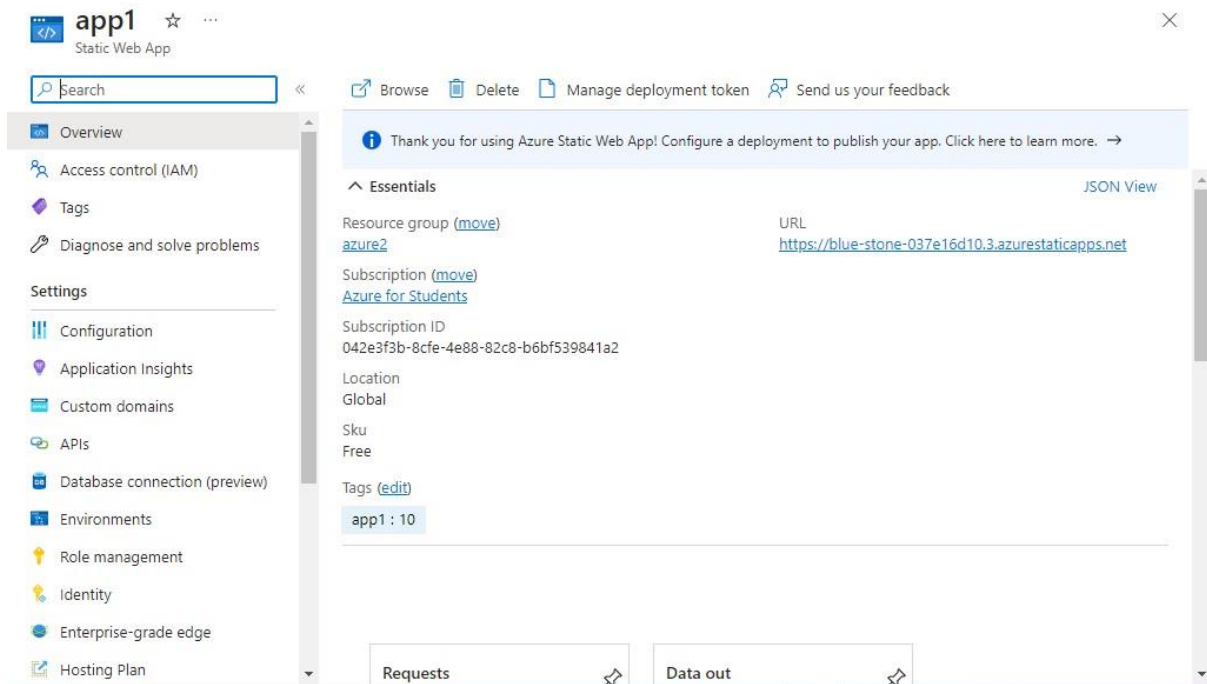 app1
Static Web App
Search
Overview
Access control (IAM)
Tags
Diagnose and solve problems
Settings
Configuration
Application Insights
Custom domains
APIs
Database connection (preview)
Environments
Role management
Identity
Enterprise-grade edge
Hosting Plan
Browse Delete Manage deployment token Send us your feedback
Thank you for using Azure Static Web App! Configure a deployment to publish your app. Click here to learn more. →
Essentials JSON View
Resource group (move)
azure2
URL
https://blue-stone-037e16d10.3.azurestaticapps.net
Subscription (move)
Azure for Students
Subscription ID
042e3f3b-8cfe-4e88-82c8-b6bf539841a2
Location
Global
Sku
Free
Tags (edit)
app1 : 10
Requests
Data out